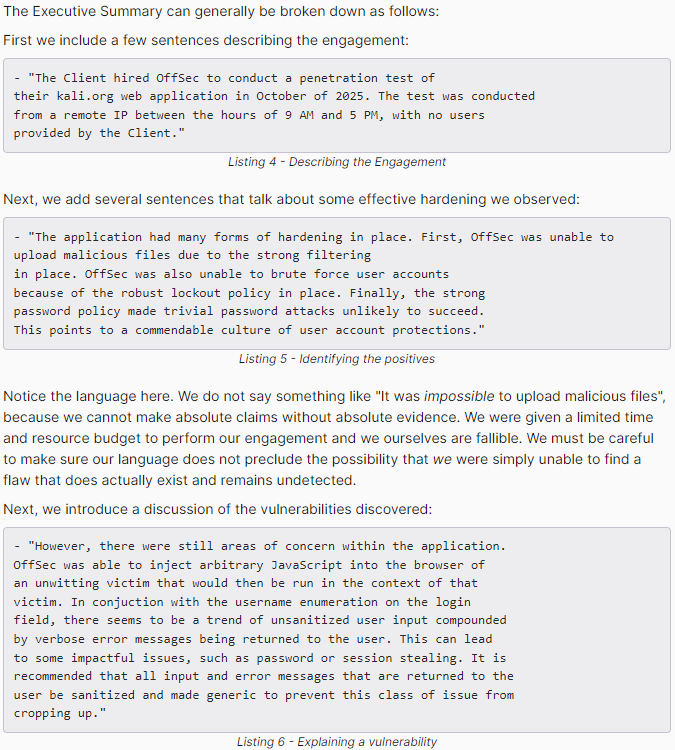 The Executive Summary can generally be broken down as follows:
First we include a few sentences describing the engagement:
- "The Client hired OffSec to conduct a penetration test of
their kali.org web application in October of 2025. The test was conducted
from a remote IP between the hours of 9 AM and 5 PM, with no users
provided by the Client."
Listing 4 - Describing the Engagement
Next, we add several sentences that talk about some effective hardening we observed:
- "The application had many forms of hardening in place. First, OffSec was unable to
upload malicious files due to the strong filtering
in place. OffSec was also unable to brute force user accounts
because of the robust lockout policy in place. Finally, the strong
password policy made trivial password attacks unlikely to succeed.
This points to a commendable culture of user account protections."
Listing 5 - Identifying the positives
Notice the language here. We do not say something like "It was impossible to upload malicious files",
because we cannot make absolute claims without absolute evidence. We were given a limited time
and resource budget to perform our engagement and we ourselves are fallible. We must be careful
to make sure our language does not preclude the possibility that we were simply unable to find a
flaw that does actually exist and remains undetected.
Next, we introduce a discussion of the vulnerabilities discovered:
- "However, there were still areas of concern within the application.
OffSec was able to inject arbitrary JavaScript into the browser of
an unwitting victim that would then be run in the context of that
victim. In conjuction with the username enumeration on the login
field, there seems to be a trend of unsanitized user input compounded
by verbose error messages being returned to the user. This can lead
to some impactful issues, such as password or session stealing. It is
recommended that all input and error messages that are returned to the
user be sanitized and made generic to prevent this class of issue from
cropping up."
Listing 6 - Explaining a vulnerability